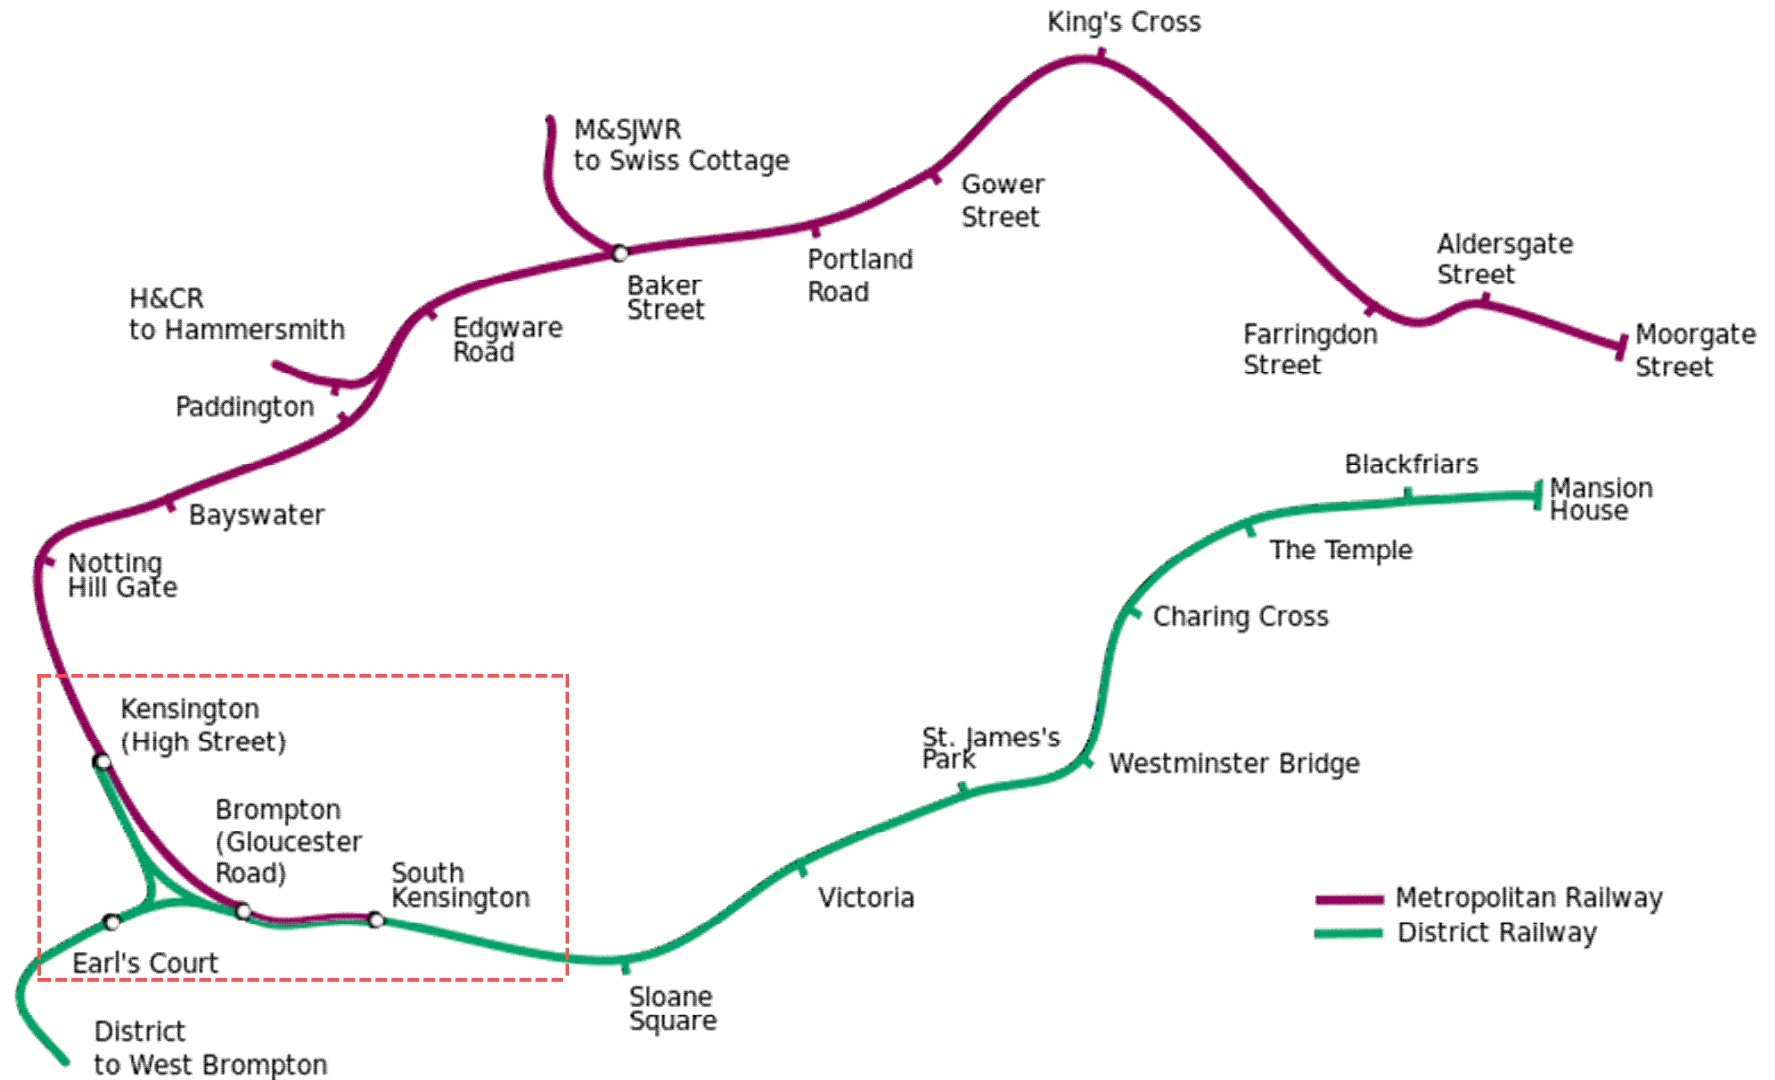 King's Cross
M&SJWR
to Swiss Cottage
Gower
Street
Portland
Road
Aldersgate
Street
Baker
Street
H&CR
to Hammersmith
Edgware
Road
Farringdon
Street
Moorgate
Street
Paddington
Bayswater
Blackfriars
Mansion
House
The Temple
Notting
Hill Gate
Charing Cross
Kensington
(High Street)
St. James's
Park
Westminster Bridge
Brompton
(Gloucester
Road)
South
Kensington
Victoria
Metropolitan Railway
District Railway
Earl's Court
Sloane
Square
District
to West Brompton